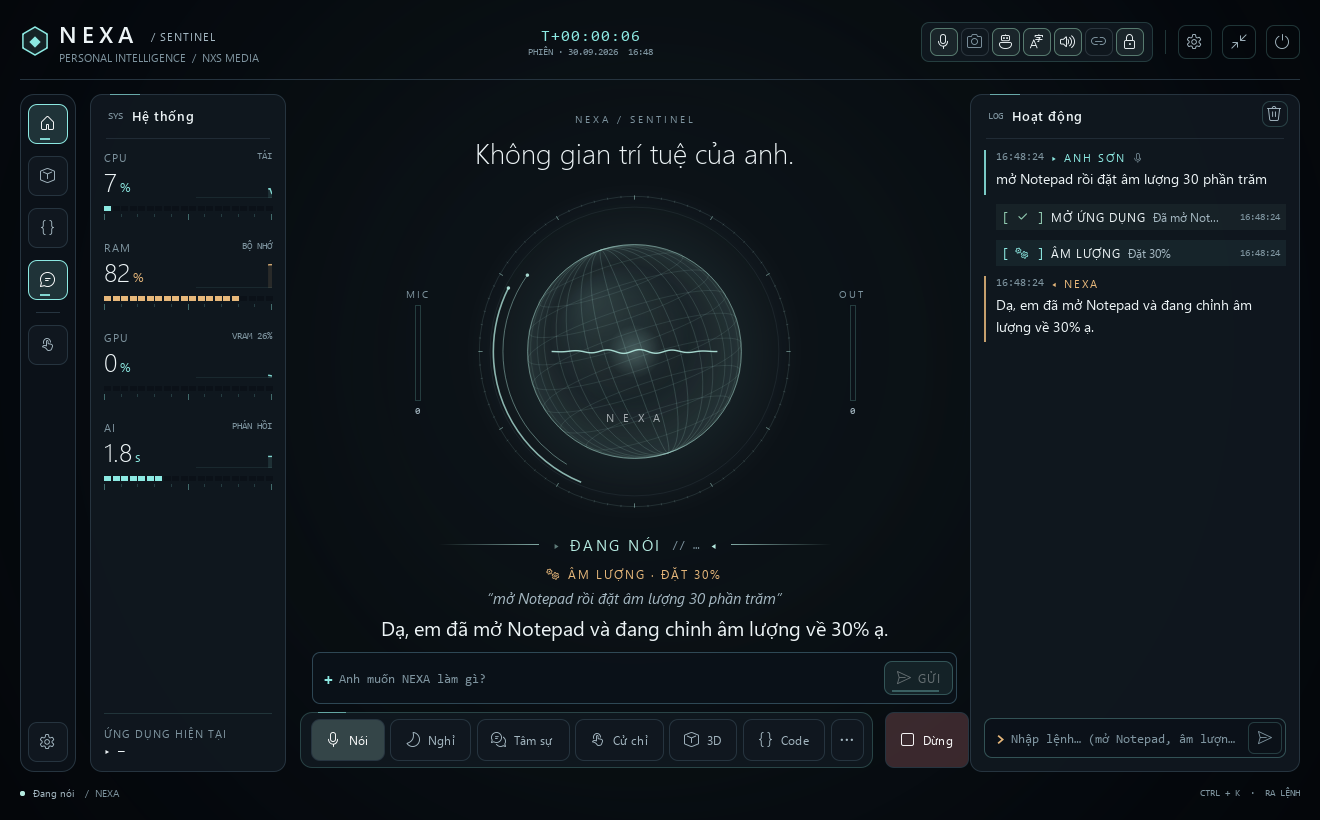 NEXA / SENTINEL
PERSONAL INTELLIGENCE / NXS MEDIA
T+00:00:06
PHIÊN · 30.09.2026 16:48
SYS Hệ thống
CPU TẢI
7%
RAM BỘ NHỚ
82%
GPU VRAM 26%
0%
AI PHẢN HỒI
1.8s
ỨNG DỤNG HIỆN TẠI
▸ —
NEXA / SENTINEL
Không gian trí tuệ của anh.
MIC
0
OUT
0
NEXA
▸ ĐANG NÓI // … ◂
ÂM LƯỢNG · ĐẶT 30%
“mở Notepad rồi đặt âm lượng 30 phần trăm”
Dạ, em đã mở Notepad và đang chỉnh âm lượng về 30% ạ.
+ Anh muốn NEXA làm gì?
GỬI
Nói
Nghỉ
Tâm sự
Cử chỉ
3D
{} Code
···
Dừng
LOG Hoạt động
16:48:24 ▸ ANH SƠN
mở Notepad rồi đặt âm lượng 30 phần trăm
[ ✓ ] MỞ ỨNG DỤNG Đã mở Not… 16:48:24
[ ] ÂM LƯỢNG Đặt 30% 16:48:24
16:48:24 ◂ NEXA
Dạ, em đã mở Notepad và đang chỉnh âm
lượng về 30% ạ.
Nhập lệnh… (mở Notepad, âm lượn…
Đang nói / NEXA
CTRL + K · RA LỆNH